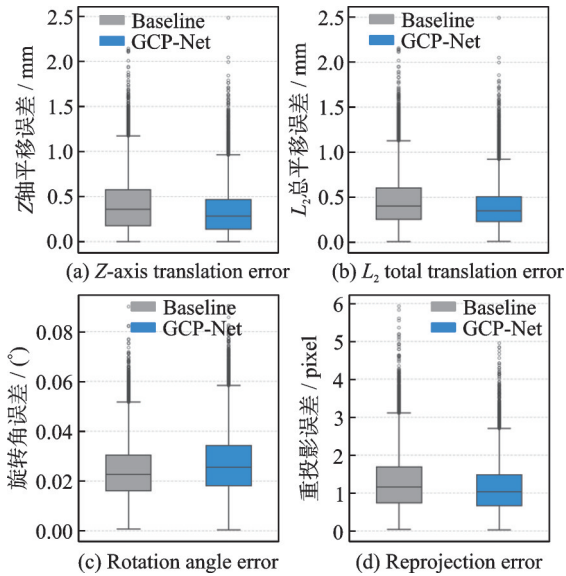 2.5
2.0
1.5
1.0
0.5
0.0
Z轴平移误差 / mm
Baseline
GCP-Net
(a) Z-axis translation error
2.5
2.0
1.5
1.0
0.5
0.0
L₂总平移误差 / mm
Baseline
GCP-Net
(b) L₂ total translation error
0.08
0.06
0.04
0.02
0.00
旋转角误差 / (°)
Baseline
GCP-Net
(c) Rotation angle error
6
5
4
3
2
1
0
重投影误差 / pixel
Baseline
GCP-Net
(d) Reprojection error